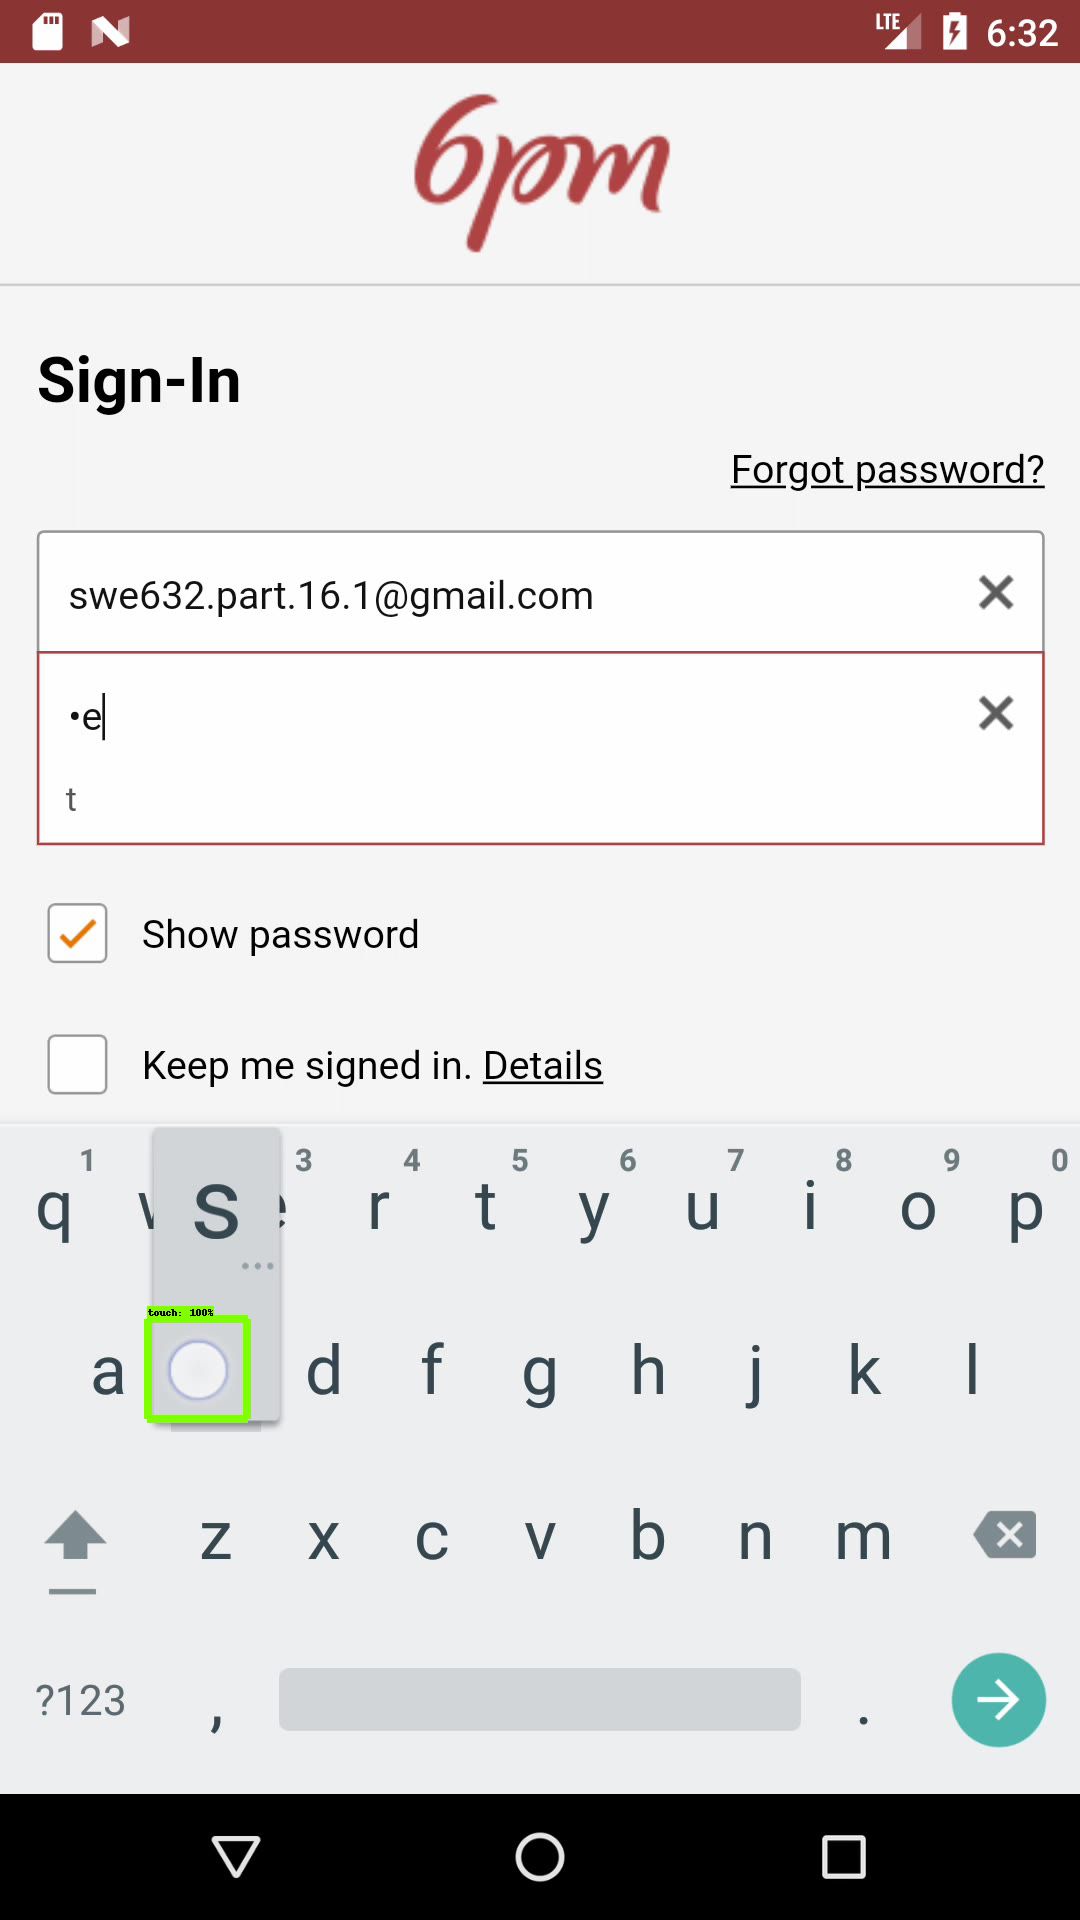 LTE 6:32
6pm
Sign-In
Forgot password?
swe632.part.16.1@gmail.com
•e
t
Show password
Keep me signed in. Details
1 3 4 5 6 7 8 9 0
q w s e r t y u i o p
touch: 100%
a d f g h j k l
z x c v b n m
?123 , .